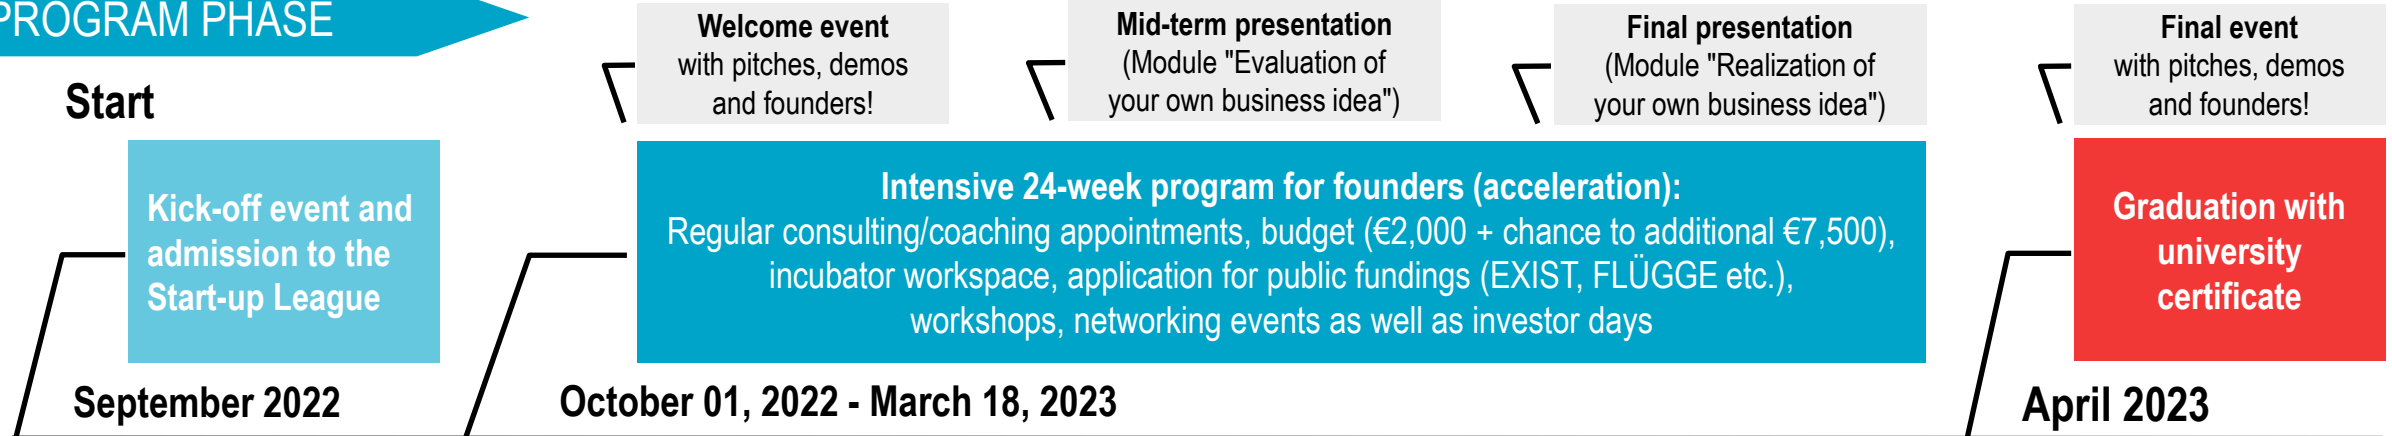 PROGRAM PHASE
Start
Kick-off event and
admission to the
Start-up League
September 2022
Welcome event
with pitches, demos
and founders!
Mid-term presentation
(Module "Evaluation of
your own business idea")
Final presentation
(Module "Realization of
your own business idea")
Intensive 24-week program for founders (acceleration):
Regular consulting/coaching appointments, budget (€2,000 + chance to additional €7,500),
incubator workspace, application for public fundings (EXIST, FLÜGGE etc.),
workshops, networking events as well as investor days
October 01, 2022 - March 18, 2023
Final event
with pitches, demos
and founders!
Graduation with
university
certificate
April 2023